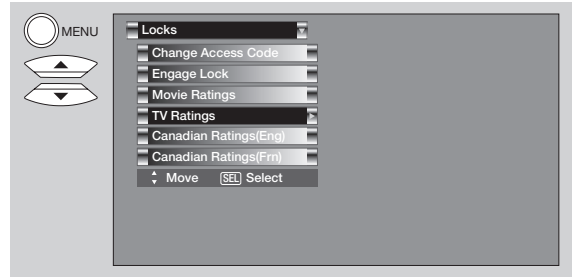 MENU
Locks
Change Access Code
Engage Lock
Movie Ratings
TV Ratings
Canadian Ratings(Eng)
Canadian Ratings(Frn)
Move SEL Select